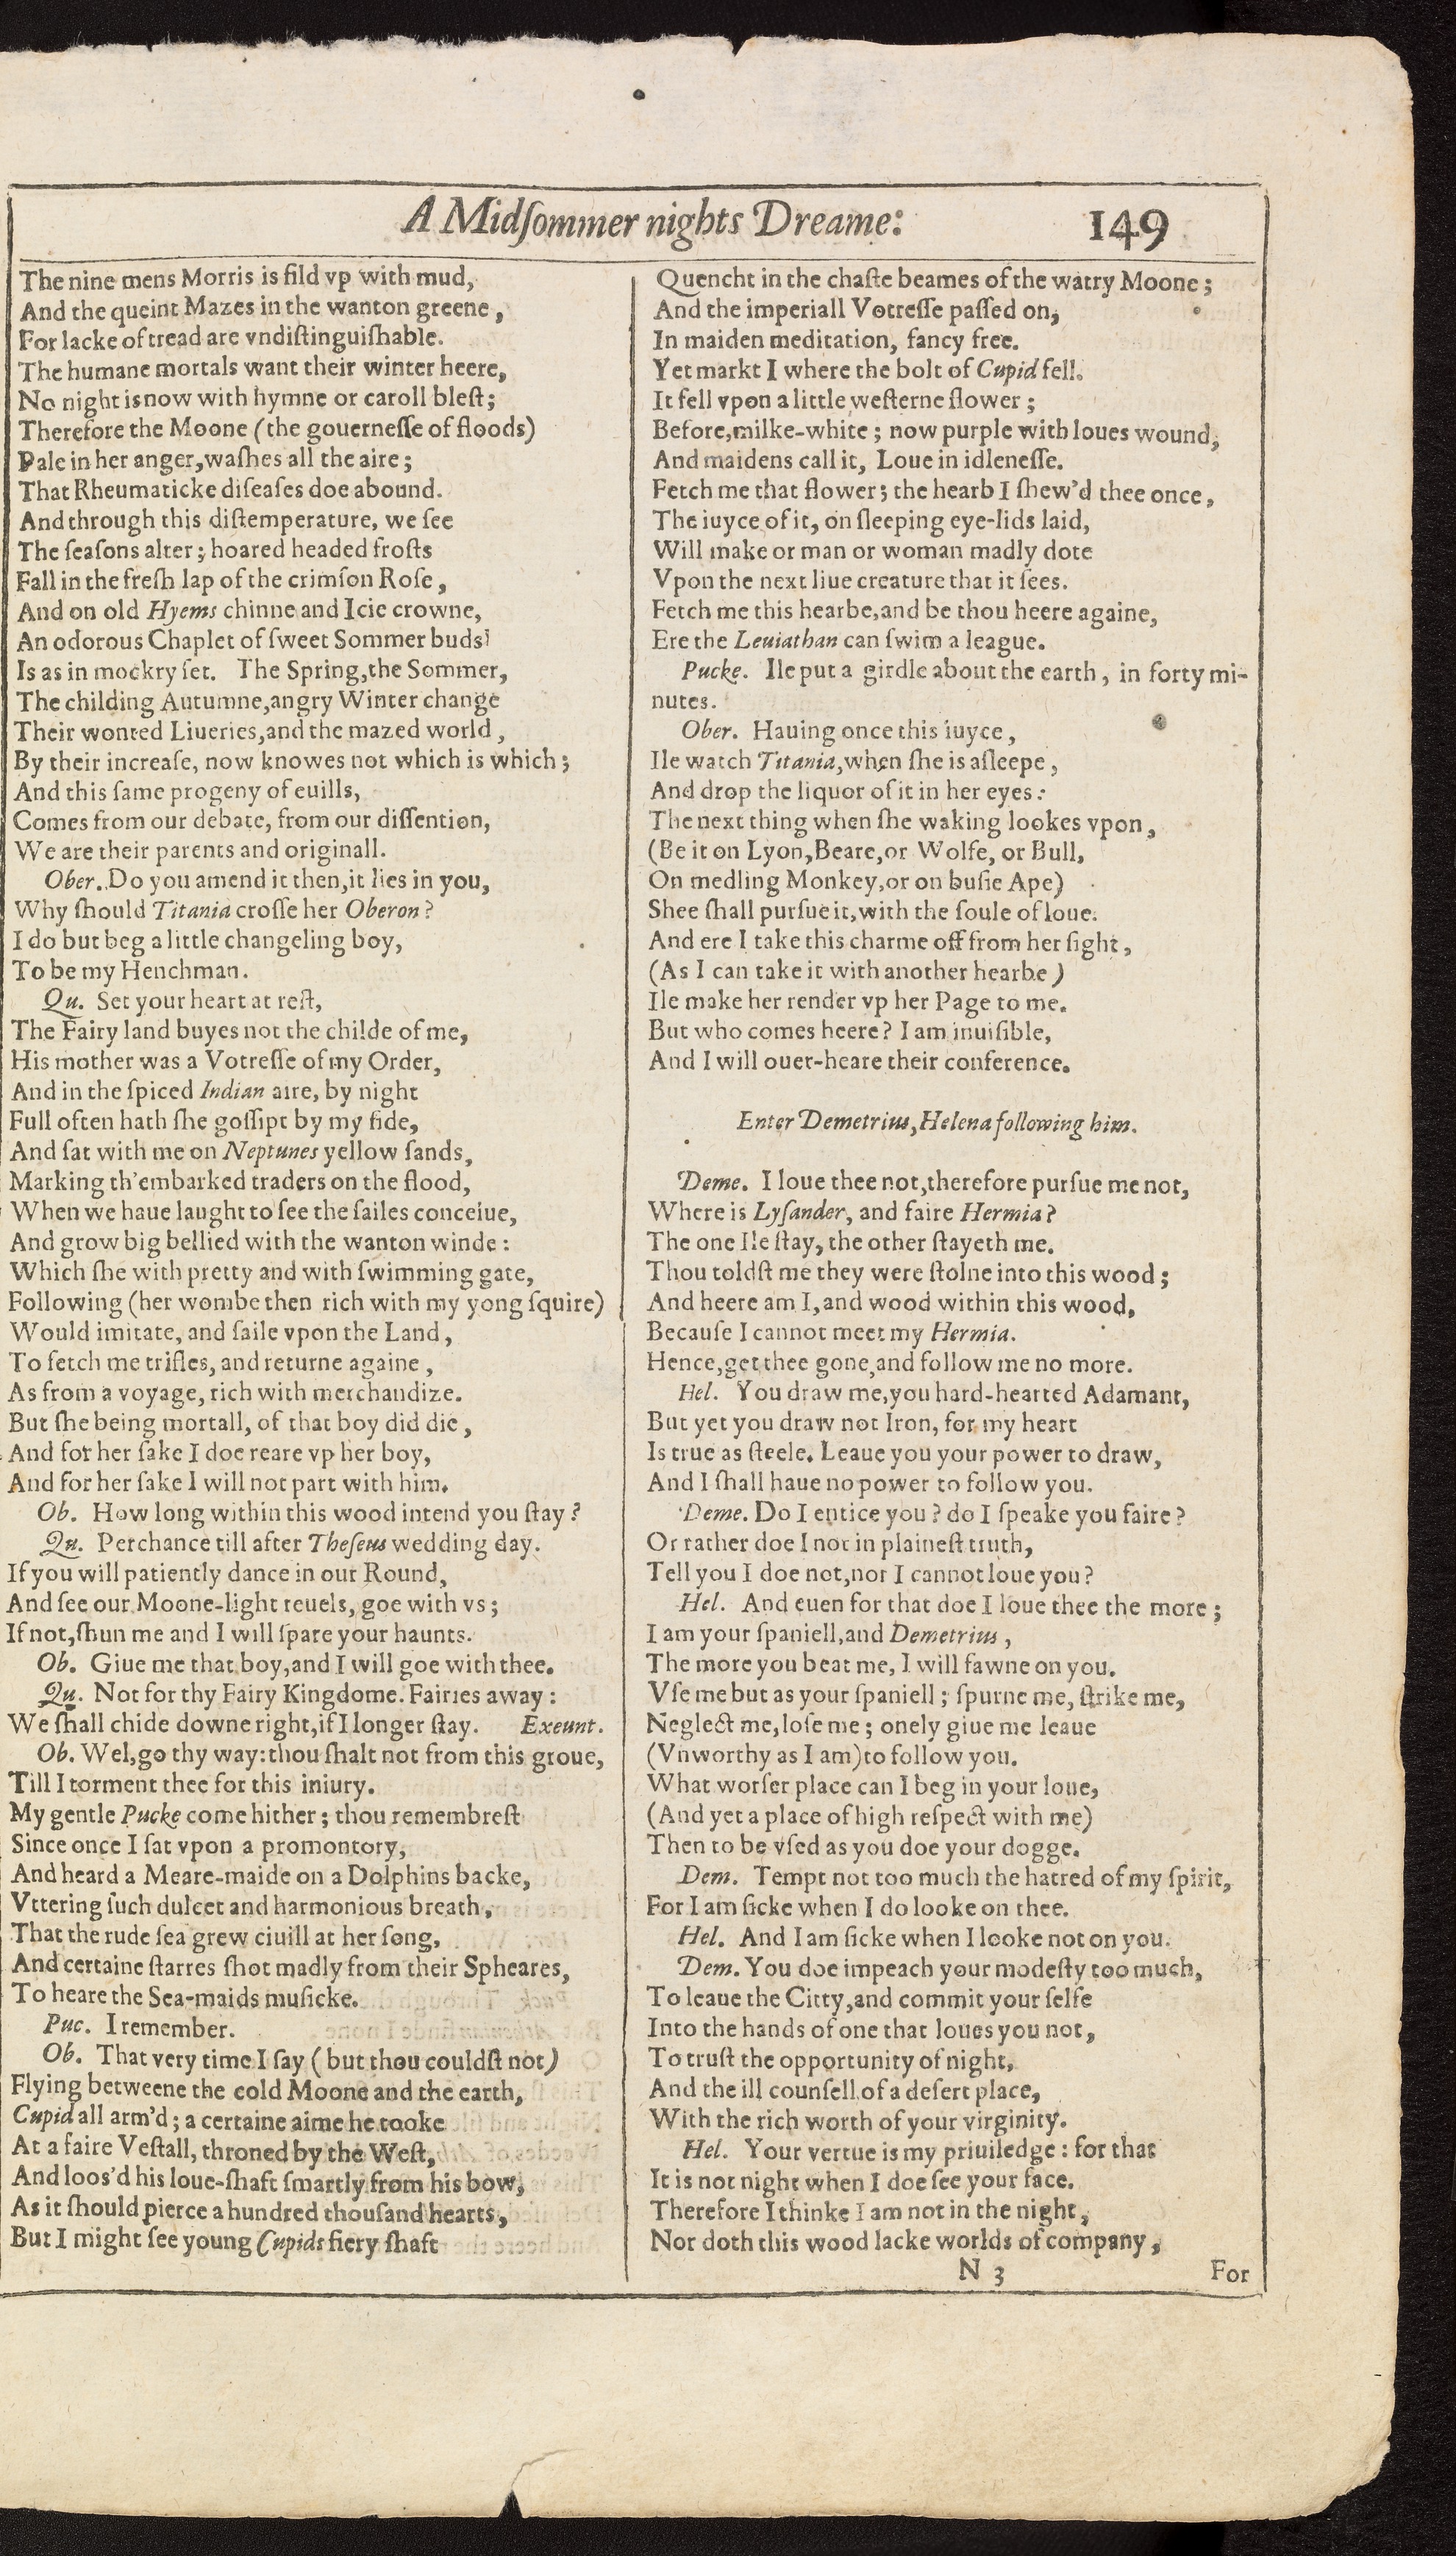 A Midſommer nights Dreame:
149
The nine mens Morris is fild vp with mud,
And the queint Mazes in the wanton greene,
For lacke of tread are vndiſtinguiſhable.
The humane mortals want their winter heere,
No night is now with hymne or caroll bleſt;
Therefore the Moone (the gouerneſſe of floods)
Pale in her anger, waſhes all the aire;
That Rheumaticke diſeaſes doe abound.
And through this diſtemperature, we ſee
The ſeaſons alter; hoared headed froſts
Fall in the freſh lap of the crimſon Roſe,
And on old Hyems chinne and Icie crowne,
An odorous Chaplet of ſweet Sommer buds
Is as in mockry ſet. The Spring, the Sommer,
The childing Autumne, angry Winter change
Their wonted Liueries, and the mazed world,
By their increaſe, now knowes not which is which;
And this ſame progeny of euills,
Comes from our debate, from our diſſention,
We are their parents and originall.
Ober. Do you amend it then, it lies in you,
Why ſhould Titania croſſe her Oberon?
I do but beg a little changeling boy,
To be my Henchman.
Qu. Set your heart at reſt,
The Fairy land buyes not the childe of me,
His mother was a Votreſſe of my Order,
And in the ſpiced Indian aire, by night
Full often hath ſhe goſſipt by my ſide,
And ſat with me on Neptunes yellow ſands,
Marking th'embarked traders on the flood,
When we haue laught to ſee the ſailes conceiue,
And grow big bellied with the wanton winde:
Which ſhe with pretty and with ſwimming gate,
Following (her wombe then rich with my yong ſquire)
Would imitate, and ſaile vpon the Land,
To fetch me trifles, and returne againe,
As from a voyage, rich with merchandize.
But ſhe being mortall, of that boy did die,
And for her ſake I doe reare vp her boy,
And for her ſake I will not part with him.
Ob. How long within this wood intend you ſtay?
Qu. Perchance till after Theſeus wedding day.
If you will patiently dance in our Round,
And ſee our Moone-light reuels, goe with vs;
If not, ſhun me and I will ſpare your haunts.
Ob. Giue me that boy, and I will goe with thee.
Qu. Not for thy Fairy Kingdome. Fairies away:
We ſhall chide downe right, if I longer ſtay. Exeunt.
Ob. Wel, go thy way: thou ſhalt not from this groue,
Till I torment thee for this iniury.
My gentle Pucke come hither; thou remembreſt
Since once I ſat vpon a promontory,
And heard a Meare-maide on a Dolphins backe,
Vttering ſuch dulcet and harmonious breath,
That the rude ſea grew ciuill at her ſong,
And certaine ſtarres ſhot madly from their Spheares,
To heare the Sea-maids muſicke.
Puc. I remember.
Ob. That very time I ſay (but thou couldſt not)
Flying betweene the cold Moone and the earth,
Cupid all arm'd; a certaine aime he tooke
At a faire Veſtall, throned by the Weſt,
And loos'd his loue-ſhaft ſmartly from his bow,
As it ſhould pierce a hundred thouſand hearts,
But I might ſee young Cupids fiery ſhaft
Quencht in the chaſte beames of the watry Moone;
And the imperiall Votreſſe paſſed on,
In maiden meditation, fancy free.
Yet markt I where the bolt of Cupid fell.
It fell vpon a little weſterne flower;
Before, milke-white; now purple with loues wound,
And maidens call it, Loue in idleneſſe.
Fetch me that flower; the hearb I ſhew'd thee once,
The iuyce of it, on ſleeping eye-lids laid,
Will make or man or woman madly dote
Vpon the next liue creature that it ſees.
Fetch me this hearbe, and be thou heere againe,
Ere the Leuiathan can ſwim a league.
Pucke. Ile put a girdle about the earth, in forty mi-
nutes.
Ober. Hauing once this iuyce,
Ile watch Titania, when ſhe is aſleepe,
And drop the liquor of it in her eyes:
The next thing when ſhe waking lookes vpon,
(Be it on Lyon, Beare, or Wolfe, or Bull,
On medling Monkey, or on buſie Ape)
Shee ſhall purſue it, with the ſoule of loue.
And ere I take this charme off from her ſight,
(As I can take it with another hearbe)
Ile make her render vp her Page to me.
But who comes heere? I am inuiſible,
And I will ouer-heare their conference.
Enter Demetrius, Helena following him.
Deme. I loue thee not, therefore purſue me not,
Where is Lyſander, and faire Hermia?
The one Ile ſtay, the other ſtayeth me.
Thou toldſt me they were ſtolne into this wood;
And heere am I, and wood within this wood,
Becauſe I cannot meet my Hermia.
Hence, get thee gone, and follow me no more.
Hel. You draw me, you hard-hearted Adamant,
But yet you draw not Iron, for my heart
Is true as ſteele. Leaue you your power to draw,
And I ſhall haue no power to follow you.
Deme. Do I entice you? do I ſpeake you faire?
Or rather doe I not in plaineſt truth,
Tell you I doe not, nor I cannot loue you?
Hel. And euen for that doe I loue thee the more;
I am your ſpaniell, and Demetrius,
The more you beat me, I will fawne on you.
Vſe me but as your ſpaniell; ſpurne me, ſtrike me,
Neglect me, loſe me; onely giue me leaue
(Vnworthy as I am) to follow you.
What worſer place can I beg in your loue,
(And yet a place of high reſpect with me)
Then to be vſed as you doe your dogge.
Dem. Tempt not too much the hatred of my ſpirit,
For I am ſicke when I do looke on thee.
Hel. And I am ſicke when I looke not on you.
Dem. You doe impeach your modeſty too much,
To leaue the Citty, and commit your ſelfe
Into the hands of one that loues you not,
To truſt the opportunity of night,
And the ill counſell of a deſert place,
With the rich worth of your virginity.
Hel. Your vertue is my priuiledge: for that
It is not night when I doe ſee your face.
Therefore I thinke I am not in the night,
Nor doth this wood lacke worlds of company,
N 3
For